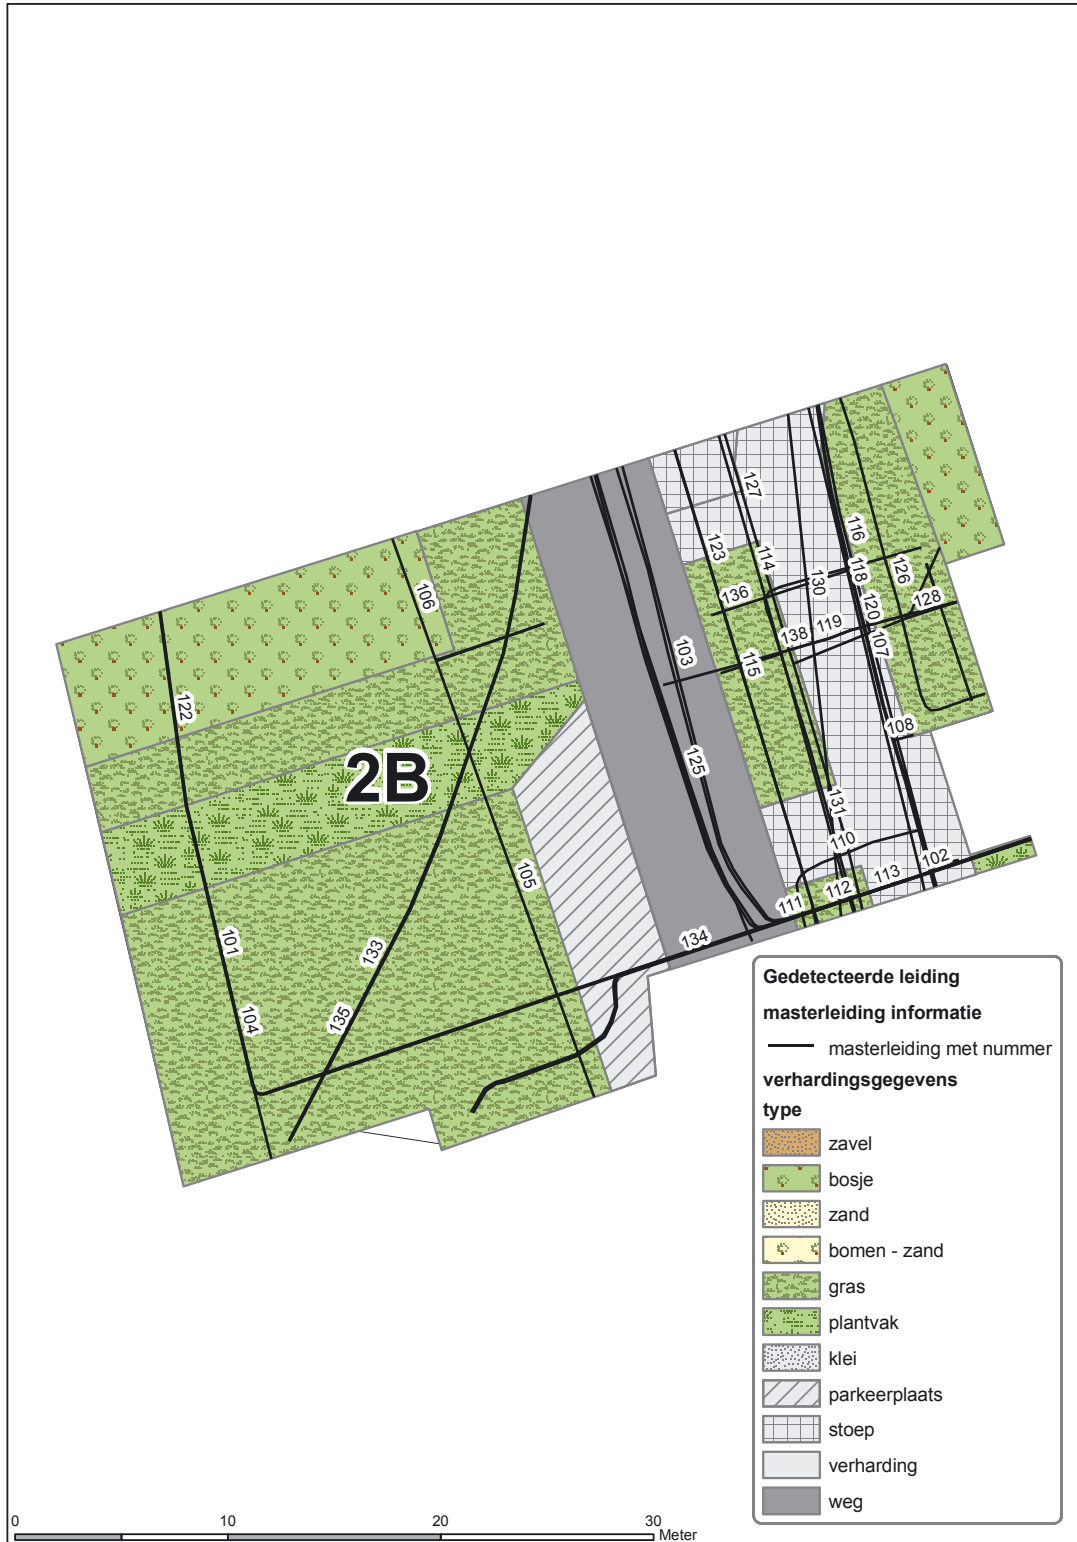 127
116
123
114
118
130
126
106
136
120
128
119
138
107
103
115
122
108
125
2B
131
110
102
105
113
112
111
101
134
133
104
135
Gedetecteerde leiding
masterleiding informatie
masterleiding met nummer
verhardingsgegevens
type
zavel
bosje
zand
bomen - zand
gras
plantvak
klei
parkeerplaats
stoep
verharding
weg
0 10 20 30
Meter